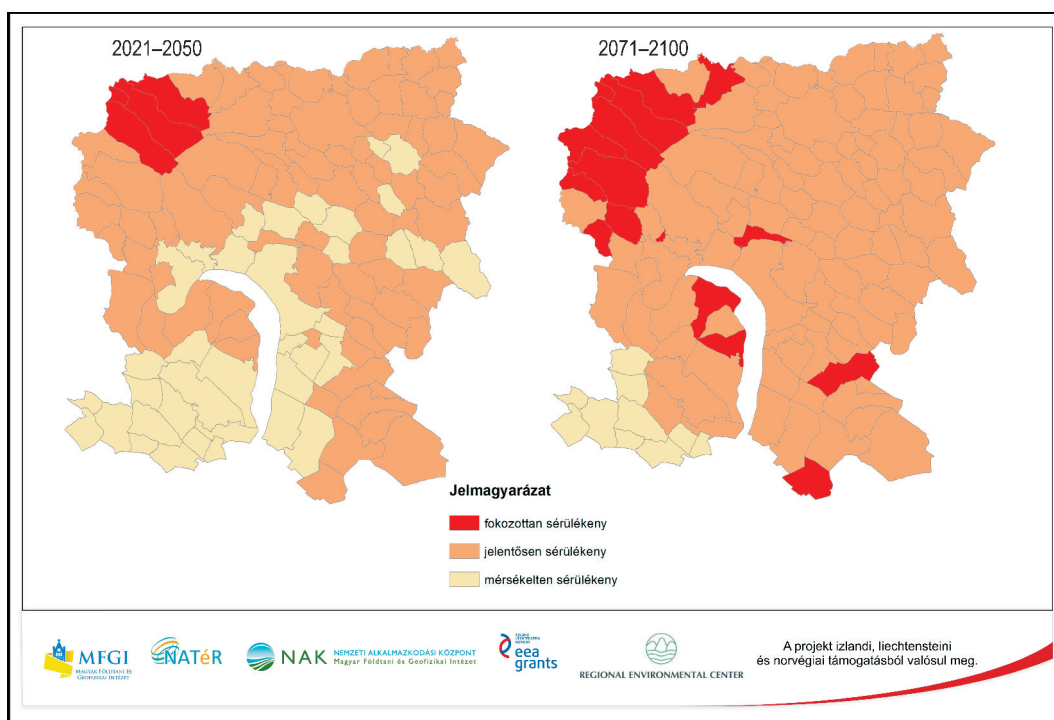 2021–2050
2071–2100
Jelmagyarázat
fokozottan sérülékeny
jelentősen sérülékeny
mérsékelten sérülékeny
MFGI
MAGYAR FÖLDTANI ÉS
GEOFIZIKAI INTÉZET
NATéR
NAK NEMZETI ALKALMAZKODÁSI KÖZPONT
Magyar Földtani és Geofizikai Intézet
eea
grants
REGIONAL ENVIRONMENTAL CENTER
A projekt izlandi, liechtensteini
és norvégiai támogatásból valósul meg.